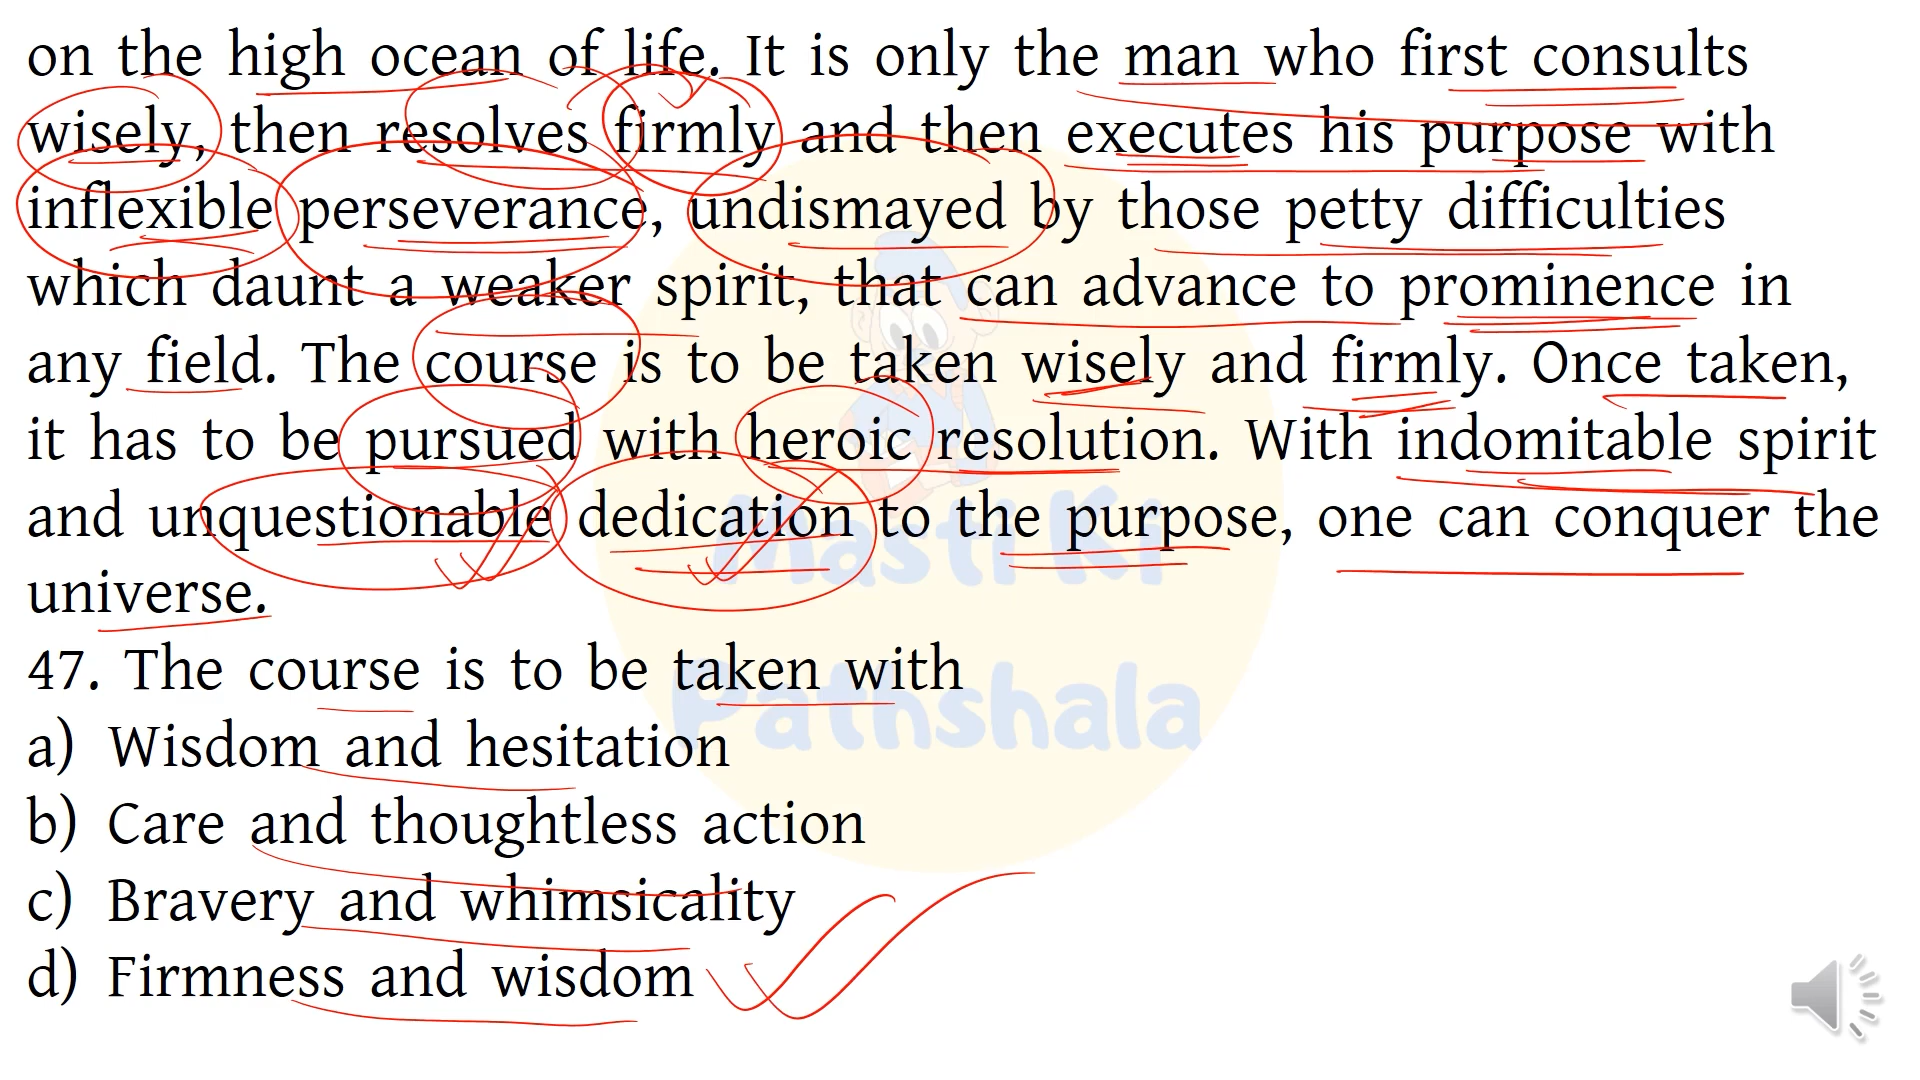 on the high ocean of life. It is only the man who first consults
wisely, then resolves firmly and then executes his purpose with
inflexible perseverance, undismayed by those petty difficulties
which daunt a weaker spirit, that can advance to prominence in
any field. The course is to be taken wisely and firmly. Once taken,
it has to be pursued with heroic resolution. With indomitable spirit
and unquestionable dedication to the purpose, one can conquer the
universe.
Masti Ki
Pathshala
47. The course is to be taken with
a) Wisdom and hesitation
b) Care and thoughtless action
c) Bravery and whimsicality
d) Firmness and wisdom